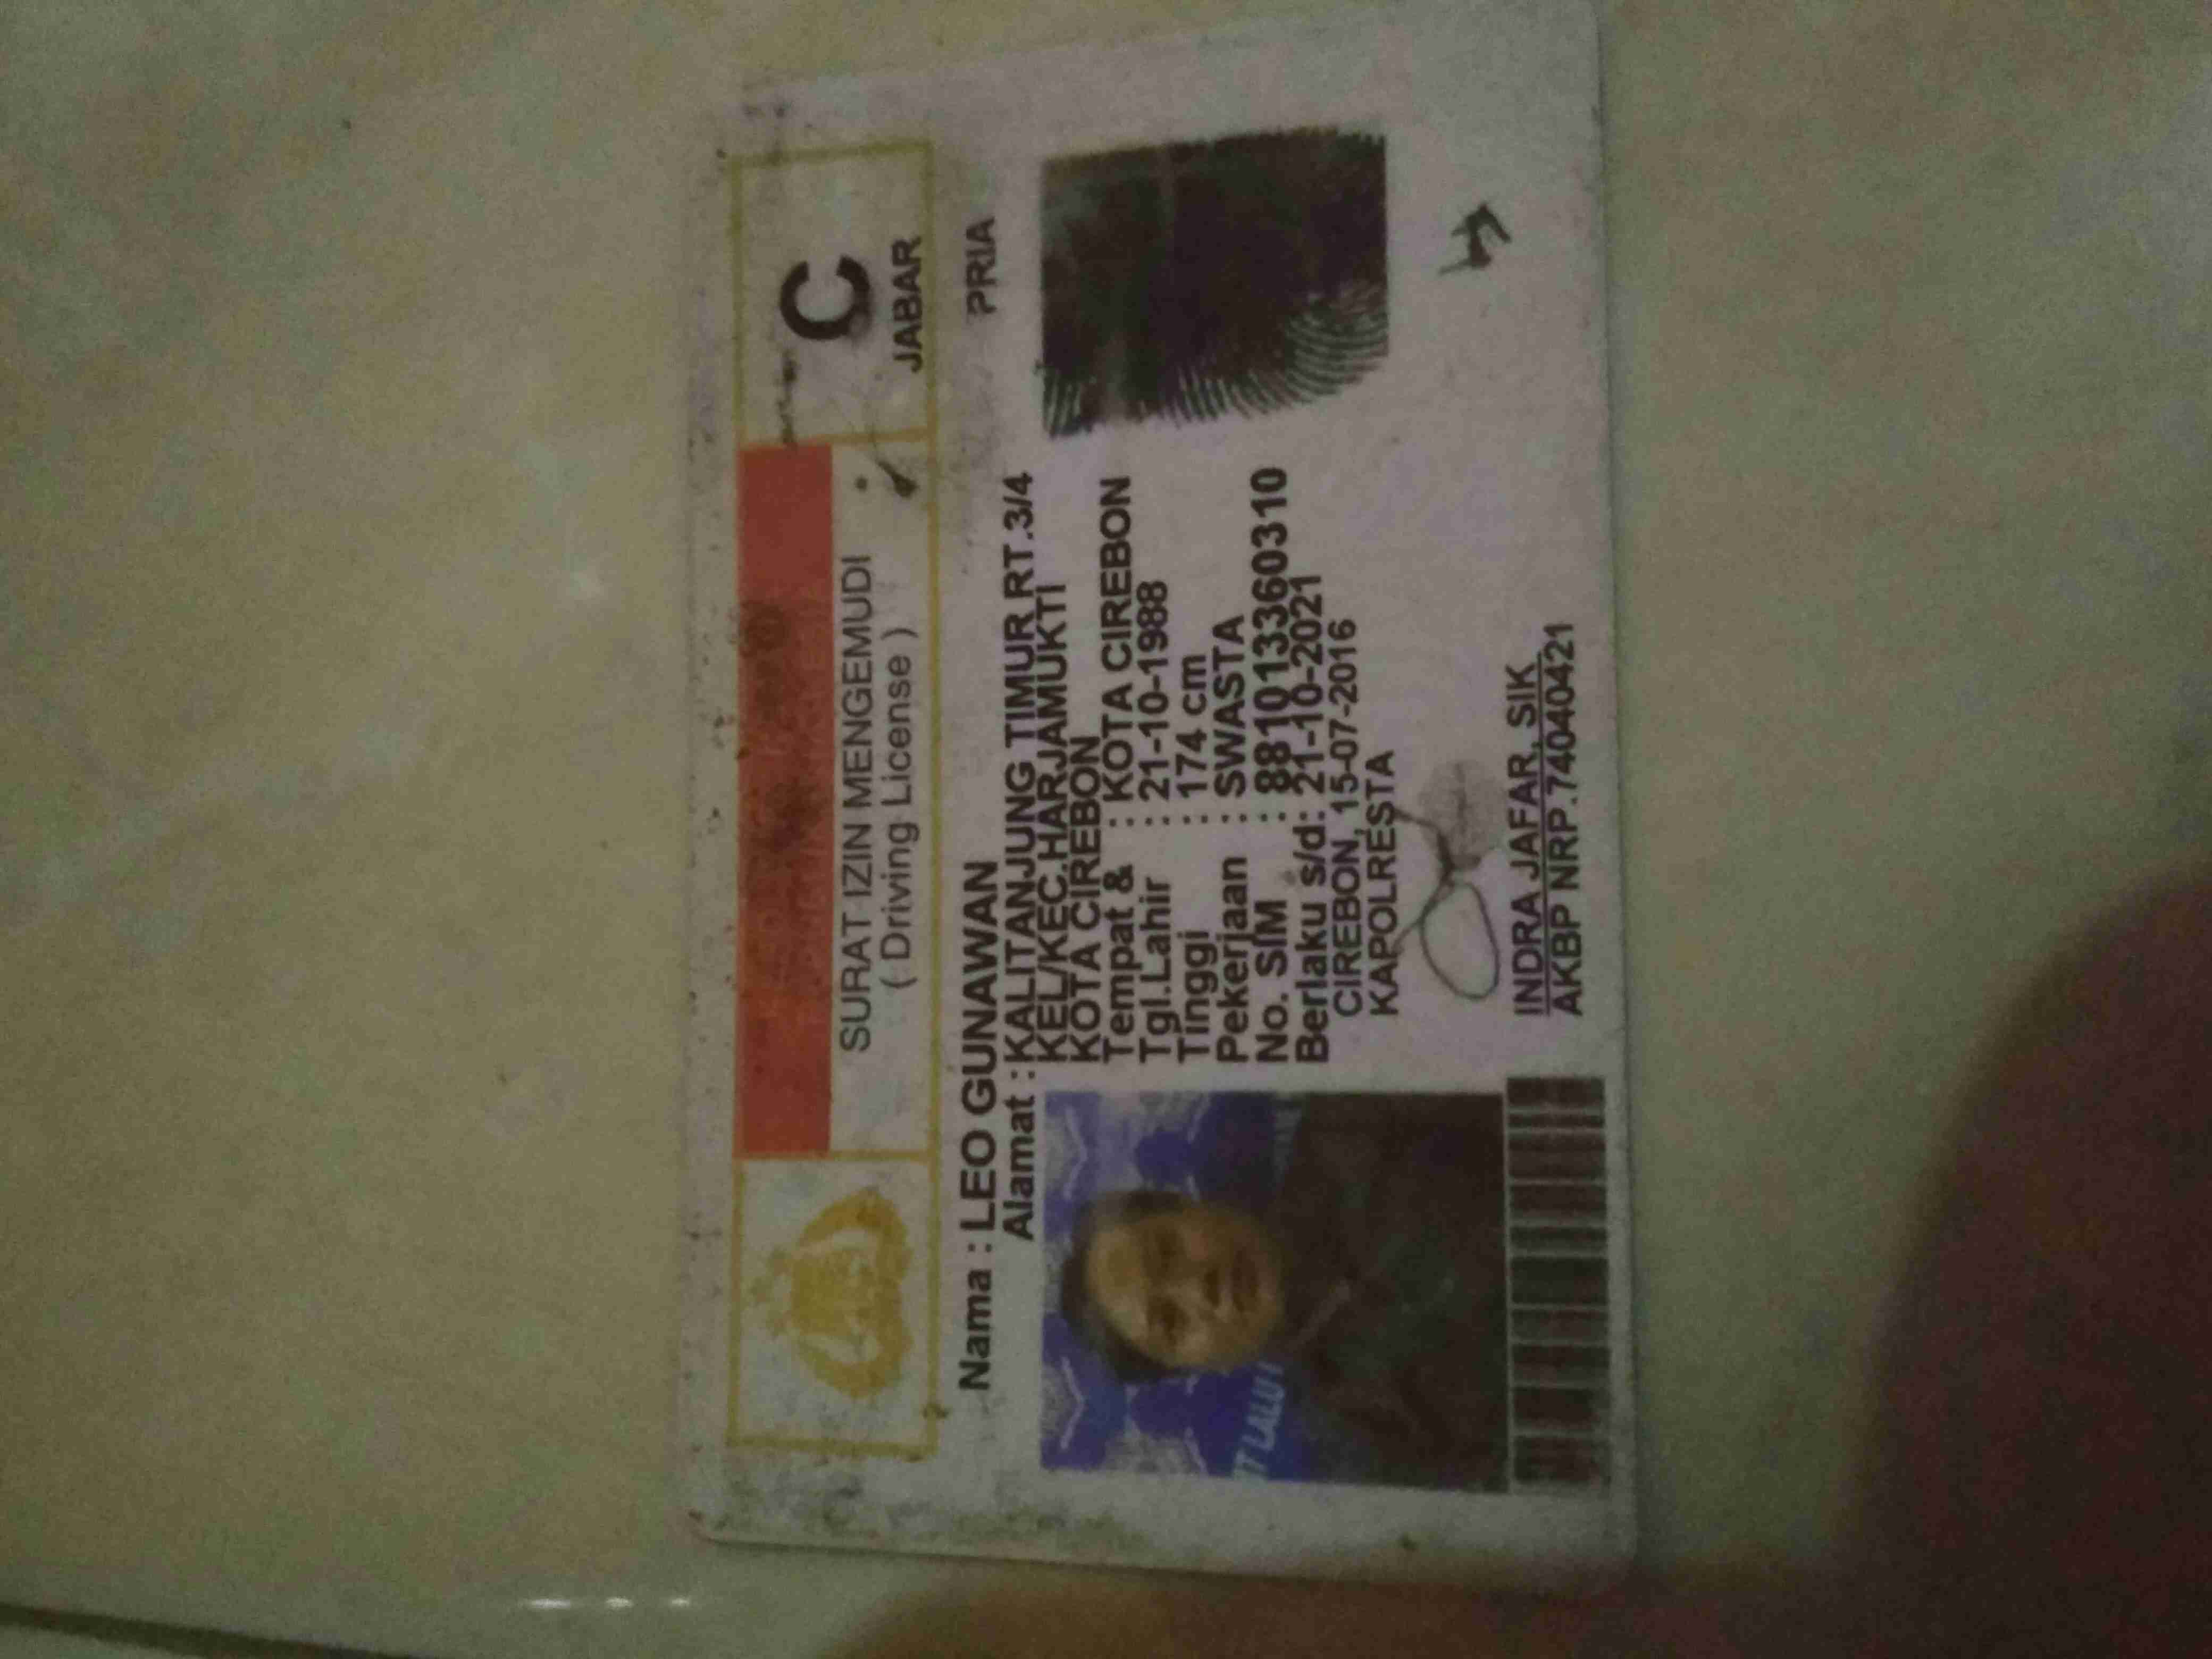 SURAT IZIN MENGEMUDI
( Driving License )
C
JABAR
Nama : LEO GUNAWAN
PRIA
Alamat : KALITANJUNG TIMUR RT.3/4
KEL/KEC.HARJAMUKTI
KOTA CIREBON
Tempat & : KOTA CIREBON
Tgl.Lahir : 21-10-1988
Tinggi : 174 cm
Pekerjaan : SWASTA
No. SIM : 881013360310
Berlaku s/d : 21-10-2021
CIREBON, 15-07-2016
KAPOLRESTA
INDRA JAFAR, SIK
AKBP NRP.74040421